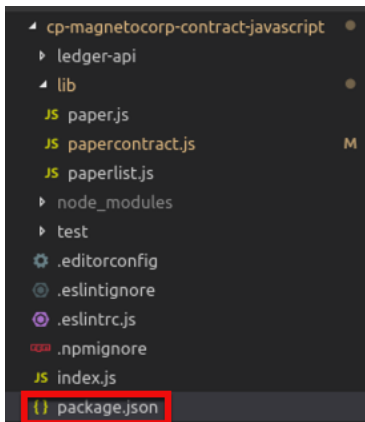 cp-magnetocorp-contract-javascript
ledger-api
lib
JS paper.js
JS papercontract.js M
JS paperlist.js
node_modules
test
.editorconfig
.eslintignore
.eslintrc.js
npm .npmignore
JS index.js
{} package.json